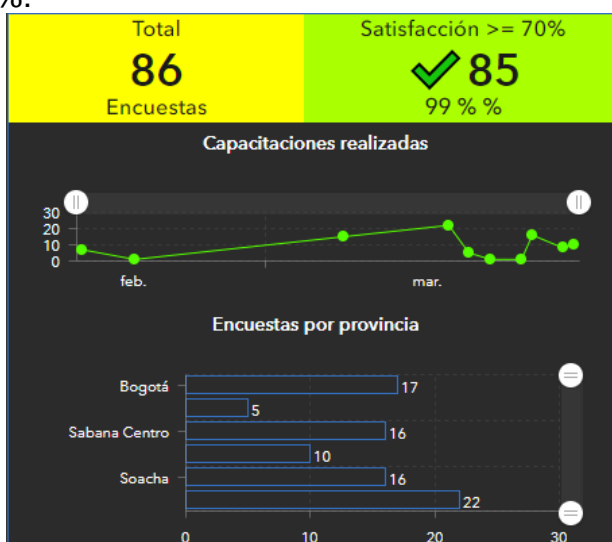 %.
Total
86
Encuestas
Satisfacción >= 70%
85
99 % %
Capacitaciones realizadas
30
20
10
0
feb.
mar.
Encuestas por provincia
Bogotá
17
5
Sabana Centro
16
10
Soacha
16
22
0
10
20
30